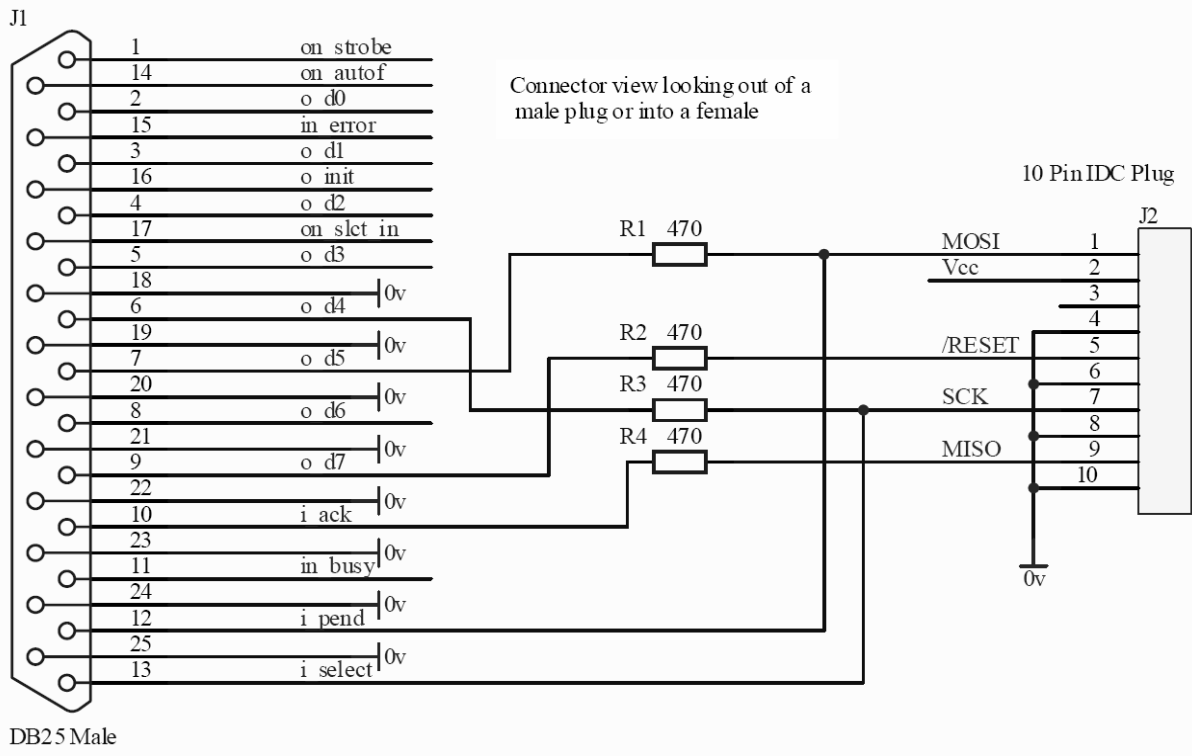 J1
1 on strobe
14 on autof
2 o d0
15 in error
3 o d1
16 o init
4 o d2
17 on slct in
5 o d3
18 0v
6 o d4
19 0v
7 o d5
20 0v
8 o d6
21 0v
9 o d7
22 0v
10 i ack
23 0v
11 in busy
24 0v
12 i pend
25 0v
13 i select
DB25 Male
Connector view looking out of a
male plug or into a female
R1 470
R2 470
R3 470
R4 470
10 Pin IDC Plug
J2
MOSI 1
Vcc 2
3
4
/RESET 5
6
SCK 7
8
MISO 9
10
0v